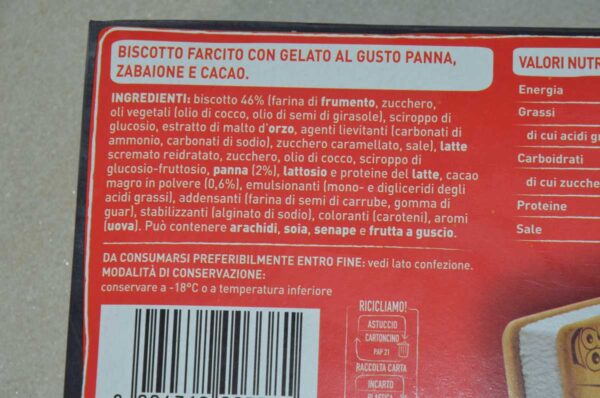 BISCOTTO FARCITO CON GELATO AL GUSTO PANNA,
ZABAIONE E CACAO.
INGREDIENTI: biscotto 46% (farina di frumento, zucchero,
oli vegetali (olio di cocco, olio di semi di girasole), sciroppo di
glucosio, estratto di malto d'orzo, agenti lievitanti (carbonati di
ammonio, carbonati di sodio), zucchero caramellato, sale), latte
scremato reidratato, zucchero, olio di cocco, sciroppo di
glucosio-fruttosio, panna (2%), lattosio e proteine del latte, cacao
magro in polvere (0,6%), emulsionanti (mono- e digliceridi degli
acidi grassi), addensanti (farina di semi di carrube, gomma di
guar), stabilizzanti (alginato di sodio), coloranti (caroteni), aromi
(uova). Può contenere arachidi, soia, senape e frutta a guscio.
DA CONSUMARSI PREFERIBILMENTE ENTRO FINE: vedi lato confezione.
MODALITÀ DI CONSERVAZIONE:
conservare a -18°C o a temperatura inferiore
RICICLIAMO!
ASTUCCIO
CARTONCINO
PAP 21
RACCOLTA CARTA
INCARTO
PLASTICA
VALORI NUTR
Energia
Grassi
di cui acidi g
Carboidrati
di cui zucche
Proteine
Sale